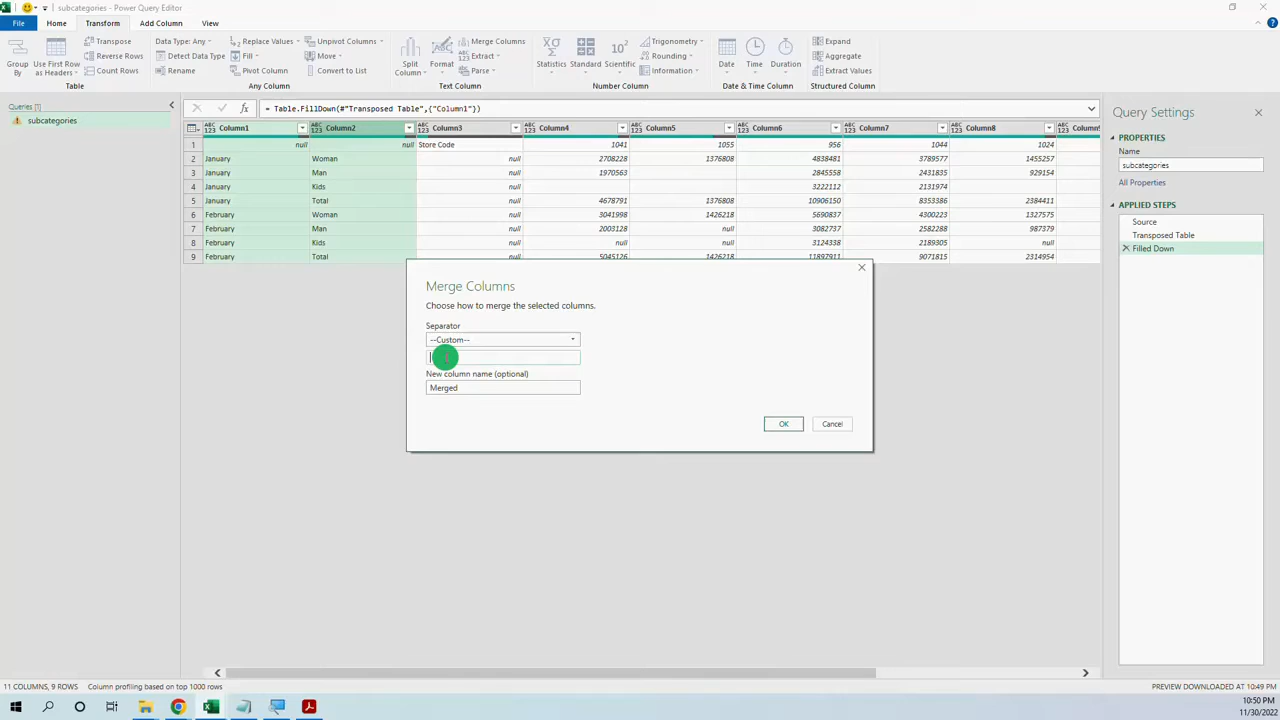 subcategories - Power Query Editor
File Home Transform Add Column View
Group By
Use First Row as Headers
Transpose
Reverse Rows
Count Rows
Table
Data Type: Any
Detect Data Type
Rename
Replace Values
Fill
Pivot Column
Unpivot Columns
Move
Convert to List
Any Column
Split Column
Format
Merge Columns
Extract
Parse
Text Column
Statistics
Standard
Scientific
Trigonometry
Rounding
Information
Number Column
Date
Time
Duration
Date & Time Column
Expand
Aggregate
Extract Values
Structured Column
Queries [1]
subcategories
= Table.FillDown(#"Transposed Table",{"Column1"})
Column1 Column2 Column3 Column4 Column5 Column6 Column7 Column8 Column9
1 null null Store Code 1041 1055 956 1044 1024
2 January Woman null 2708228 1376808 4838481 3789577 1455257
3 January Man null 1970563 2845558 2431835 929154
4 January Kids null 3222112 2131974
5 January Total null 4678791 1376808 10906150 8353386 2384411
6 February Woman null 3041998 1426218 5690837 4300223 1327575
7 February Man null 2003128 null 3082737 2582288 987379
8 February Kids null null null 3124338 2189305 null
9 February Total null 5045126 1426218 11897911 9071815 2314954
Merge Columns
Choose how to merge the selected columns.
Separator
--Custom--
New column name (optional)
Merged
OK Cancel
Query Settings
PROPERTIES
Name
subcategories
All Properties
APPLIED STEPS
Source
Transposed Table
Filled Down
11 COLUMNS, 9 ROWS Column profiling based on top 1000 rows
PREVIEW DOWNLOADED AT 10:49 PM
10:50 PM
11/30/2022